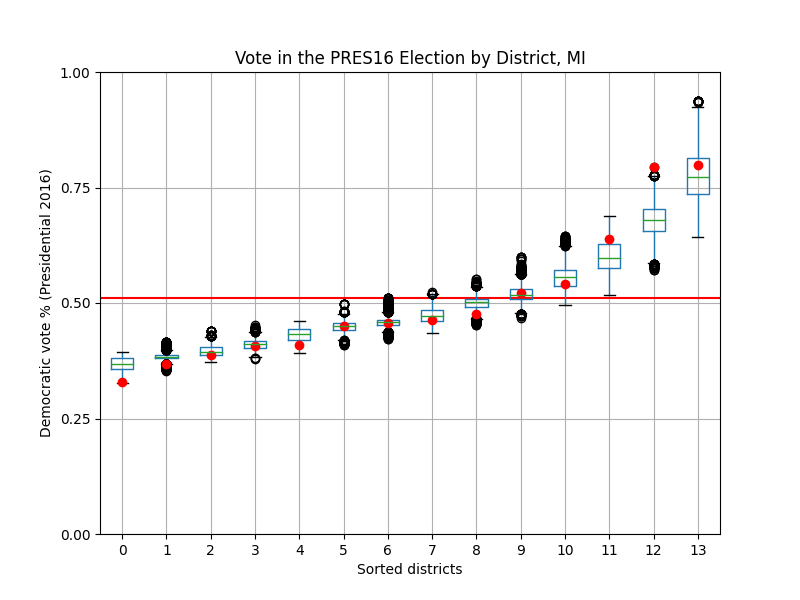 Vote in the PRES16 Election by District, MI
Democratic vote % (Presidential 2016)
1.00
0.75
0.50
0.25
0.00
0 1 2 3 4 5 6 7 8 9 10 11 12 13
Sorted districts